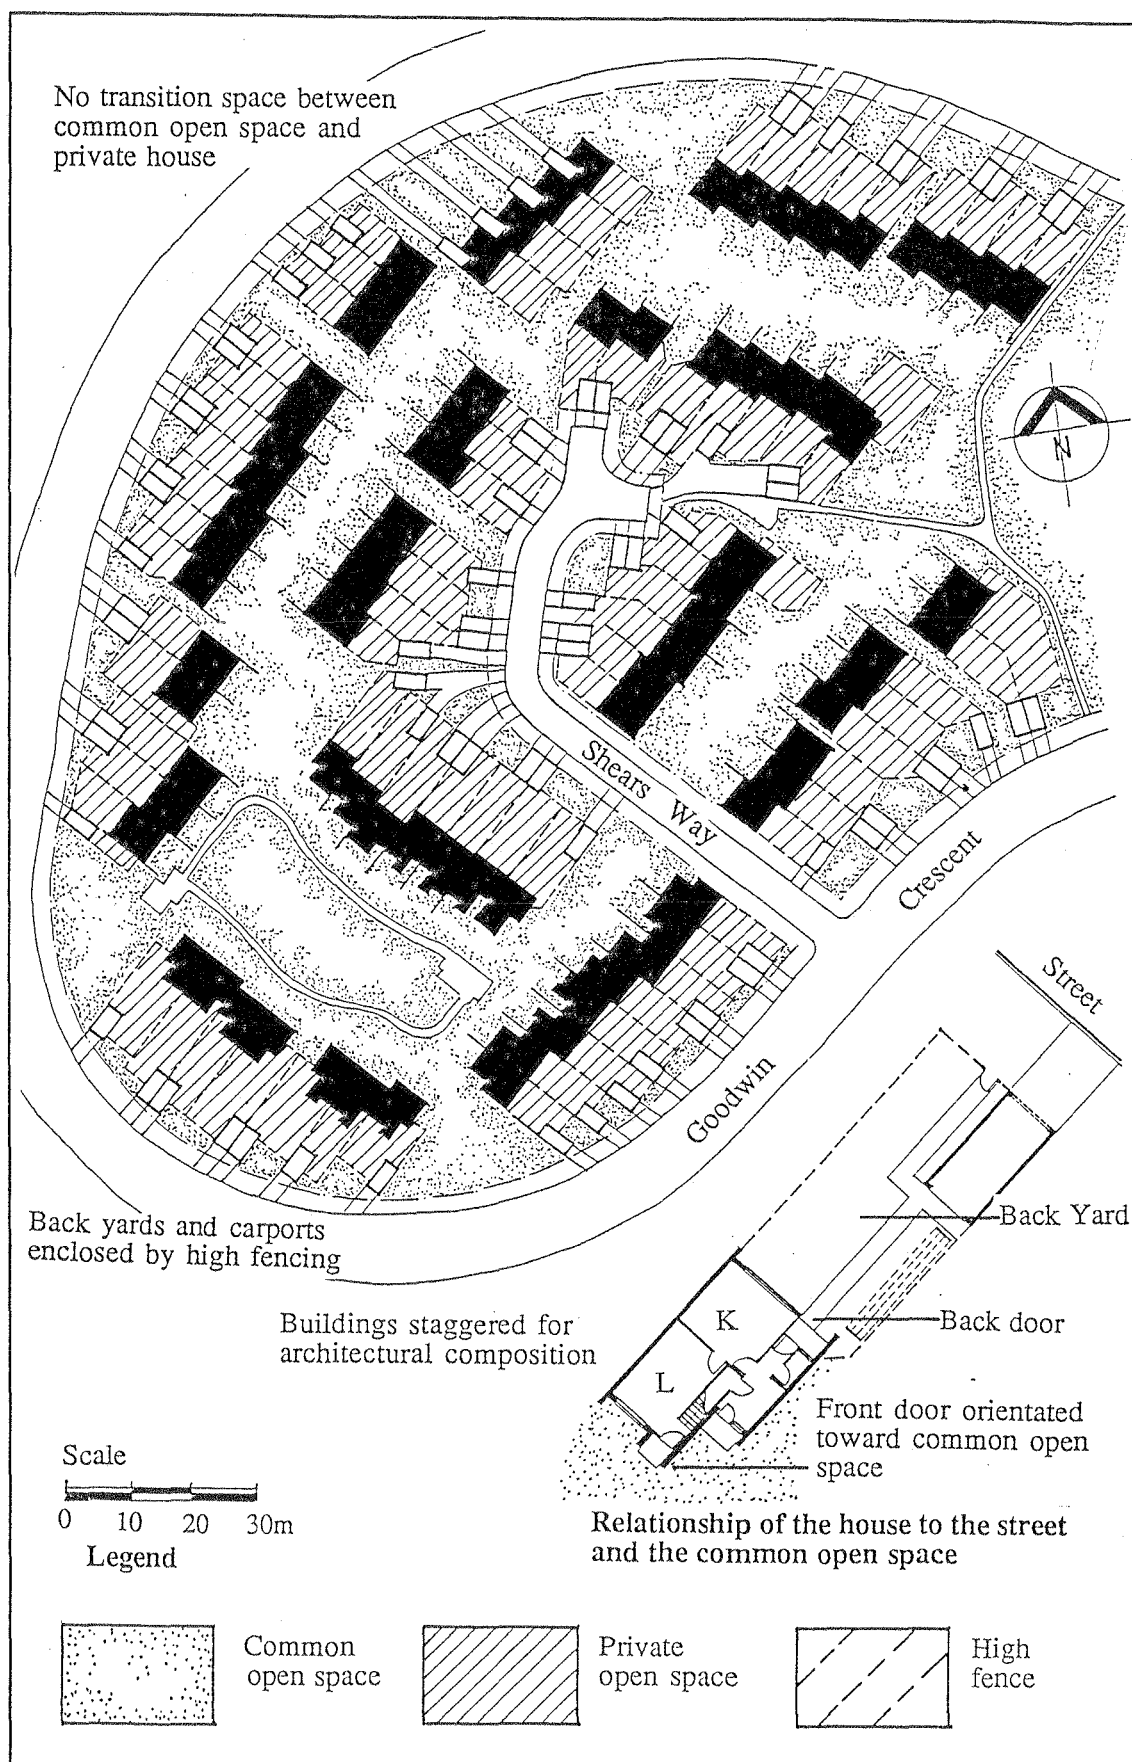 No transition space between
common open space and
private house
N
Shears Way
Crescent
Goodwin
Street
Back Yard
Back yards and carports
enclosed by high fencing
Back door
K
L
Buildings staggered for
architectural composition
Front door orientated
toward common open
space
Scale
0 10 20 30m
Legend
Relationship of the house to the street
and the common open space
Common
open space
Private
open space
High
fence